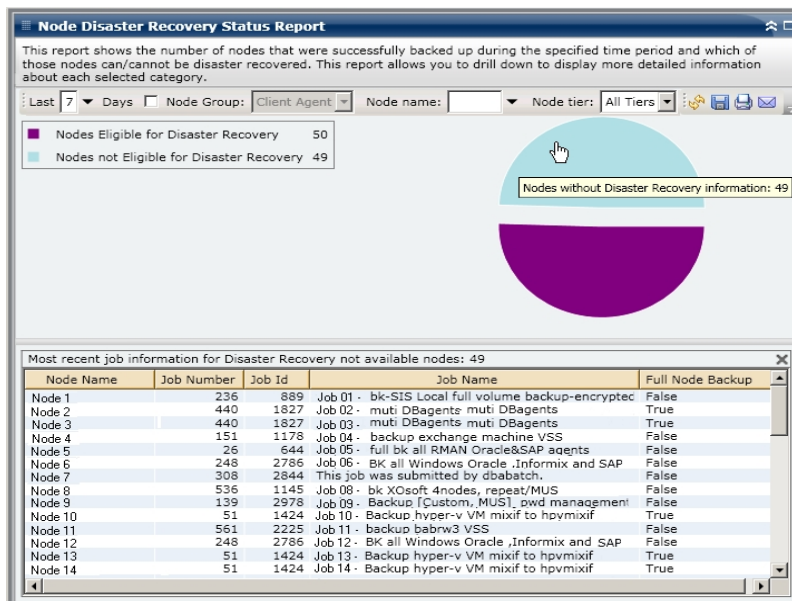 Node Disaster Recovery Status Report
This report shows the number of nodes that were successfully backed up during the specified time period and which of
those nodes can/cannot be disaster recovered. This report allows you to drill down to display more detailed information
about each selected category.
Last 7 Days Node Group: Client Agent Node name: Node tier: All Tiers
Nodes Eligible for Disaster Recovery 50
Nodes not Eligible for Disaster Recovery 49
Nodes without Disaster Recovery information: 49
Most recent job information for Disaster Recovery not available nodes: 49
Node Name Job Number Job Id Job Name Full Node Backup
Node 1 236 889 Job 01 - bk-SIS Local full volume backup-encrypted False
Node 2 440 1827 Job 02 - muti DBagents muti DBagents True
Node 3 440 1827 Job 03 - muti DBagents muti DBagents True
Node 4 151 1178 Job 04 - backup exchange machine VSS False
Node 5 26 644 Job 05 - full bk all RMAN Oracle&SAP agents False
Node 6 248 2786 Job 06 - BK all Windows Oracle ,Informix and SAP False
Node 7 308 2844 This job was submitted by dbabatch. False
Node 8 536 1145 Job 08 - bk XOsoft 4nodes, repeat/MUS False
Node 9 139 2978 Job 09 - Backup [Custom, MUS] pwd management False
Node 10 51 1424 Job 10 - Backup hyper-v VM mixif to hpvmixif True
Node 11 561 2225 Job 11 - backup babrw3 VSS False
Node 12 248 2786 Job 12 - BK all Windows Oracle ,Informix and SAP False
Node 13 51 1424 Job 13 - Backup hyper-v VM mixif to hpvmixif True
Node 14 51 1424 Job 14 - Backup hyper-v VM mixif to hpvmixif True